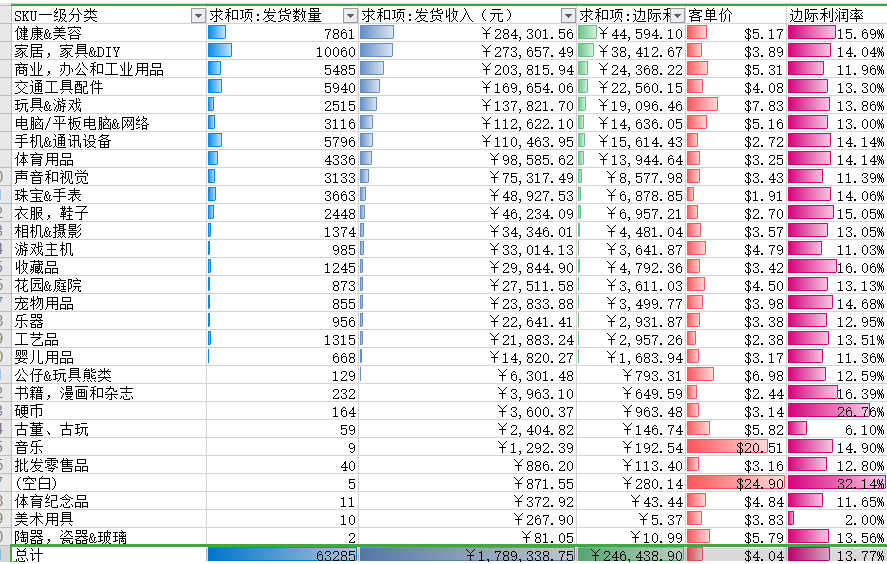 SKU一级分类 求和项:发货数量 求和项:发货收入（元） 求和项:边际利 客单价 边际利润率
健康&美容 7861 ￥284,301.56 ￥44,594.10 $5.17 15.69%
家居，家具&DIY 10060 ￥273,657.49 ￥38,412.67 $3.89 14.04%
商业，办公和工业用品 5485 ￥203,815.94 ￥24,368.22 $5.31 11.96%
交通工具配件 5940 ￥169,654.06 ￥22,560.15 $4.08 13.30%
玩具&游戏 2515 ￥137,821.70 ￥19,096.46 $7.83 13.86%
电脑/平板电脑&网络 3116 ￥112,622.10 ￥14,636.05 $5.16 13.00%
手机&通讯设备 5796 ￥110,463.95 ￥15,614.43 $2.72 14.14%
体育用品 4336 ￥98,585.62 ￥13,944.64 $3.25 14.14%
声音和视觉 3133 ￥75,317.49 ￥8,577.98 $3.43 11.39%
珠宝&手表 3663 ￥48,927.53 ￥6,878.85 $1.91 14.06%
衣服，鞋子 2448 ￥46,234.09 ￥6,957.21 $2.70 15.05%
相机&摄影 1374 ￥34,346.01 ￥4,481.04 $3.57 13.05%
游戏主机 985 ￥33,014.13 ￥3,641.87 $4.79 11.03%
收藏品 1245 ￥29,844.90 ￥4,792.36 $3.42 16.06%
花园&庭院 873 ￥27,511.58 ￥3,611.03 $4.50 13.13%
宠物用品 855 ￥23,833.88 ￥3,499.77 $3.98 14.68%
乐器 956 ￥22,641.41 ￥2,931.87 $3.38 12.95%
工艺品 1315 ￥21,883.24 ￥2,957.26 $2.38 13.51%
婴儿用品 668 ￥14,820.27 ￥1,683.94 $3.17 11.36%
公仔&玩具熊类 129 ￥6,301.48 ￥793.31 $6.98 12.59%
书籍，漫画和杂志 232 ￥3,963.10 ￥649.59 $2.44 16.39%
硬币 164 ￥3,600.37 ￥963.48 $3.14 26.76%
古董、古玩 59 ￥2,404.82 ￥146.74 $5.82 6.10%
音乐 9 ￥1,292.39 ￥192.54 $20.51 14.90%
批发零售品 40 ￥886.20 ￥113.40 $3.16 12.80%
(空白) 5 ￥871.55 ￥280.14 $24.90 32.14%
体育纪念品 11 ￥372.92 ￥43.44 $4.84 11.65%
美术用具 10 ￥267.90 ￥5.37 $3.83 2.00%
陶器，瓷器&玻璃 2 ￥81.05 ￥10.99 $5.79 13.56%
总计 63285 ￥1,789,338.75 ￥246,438.90 $4.04 13.77%